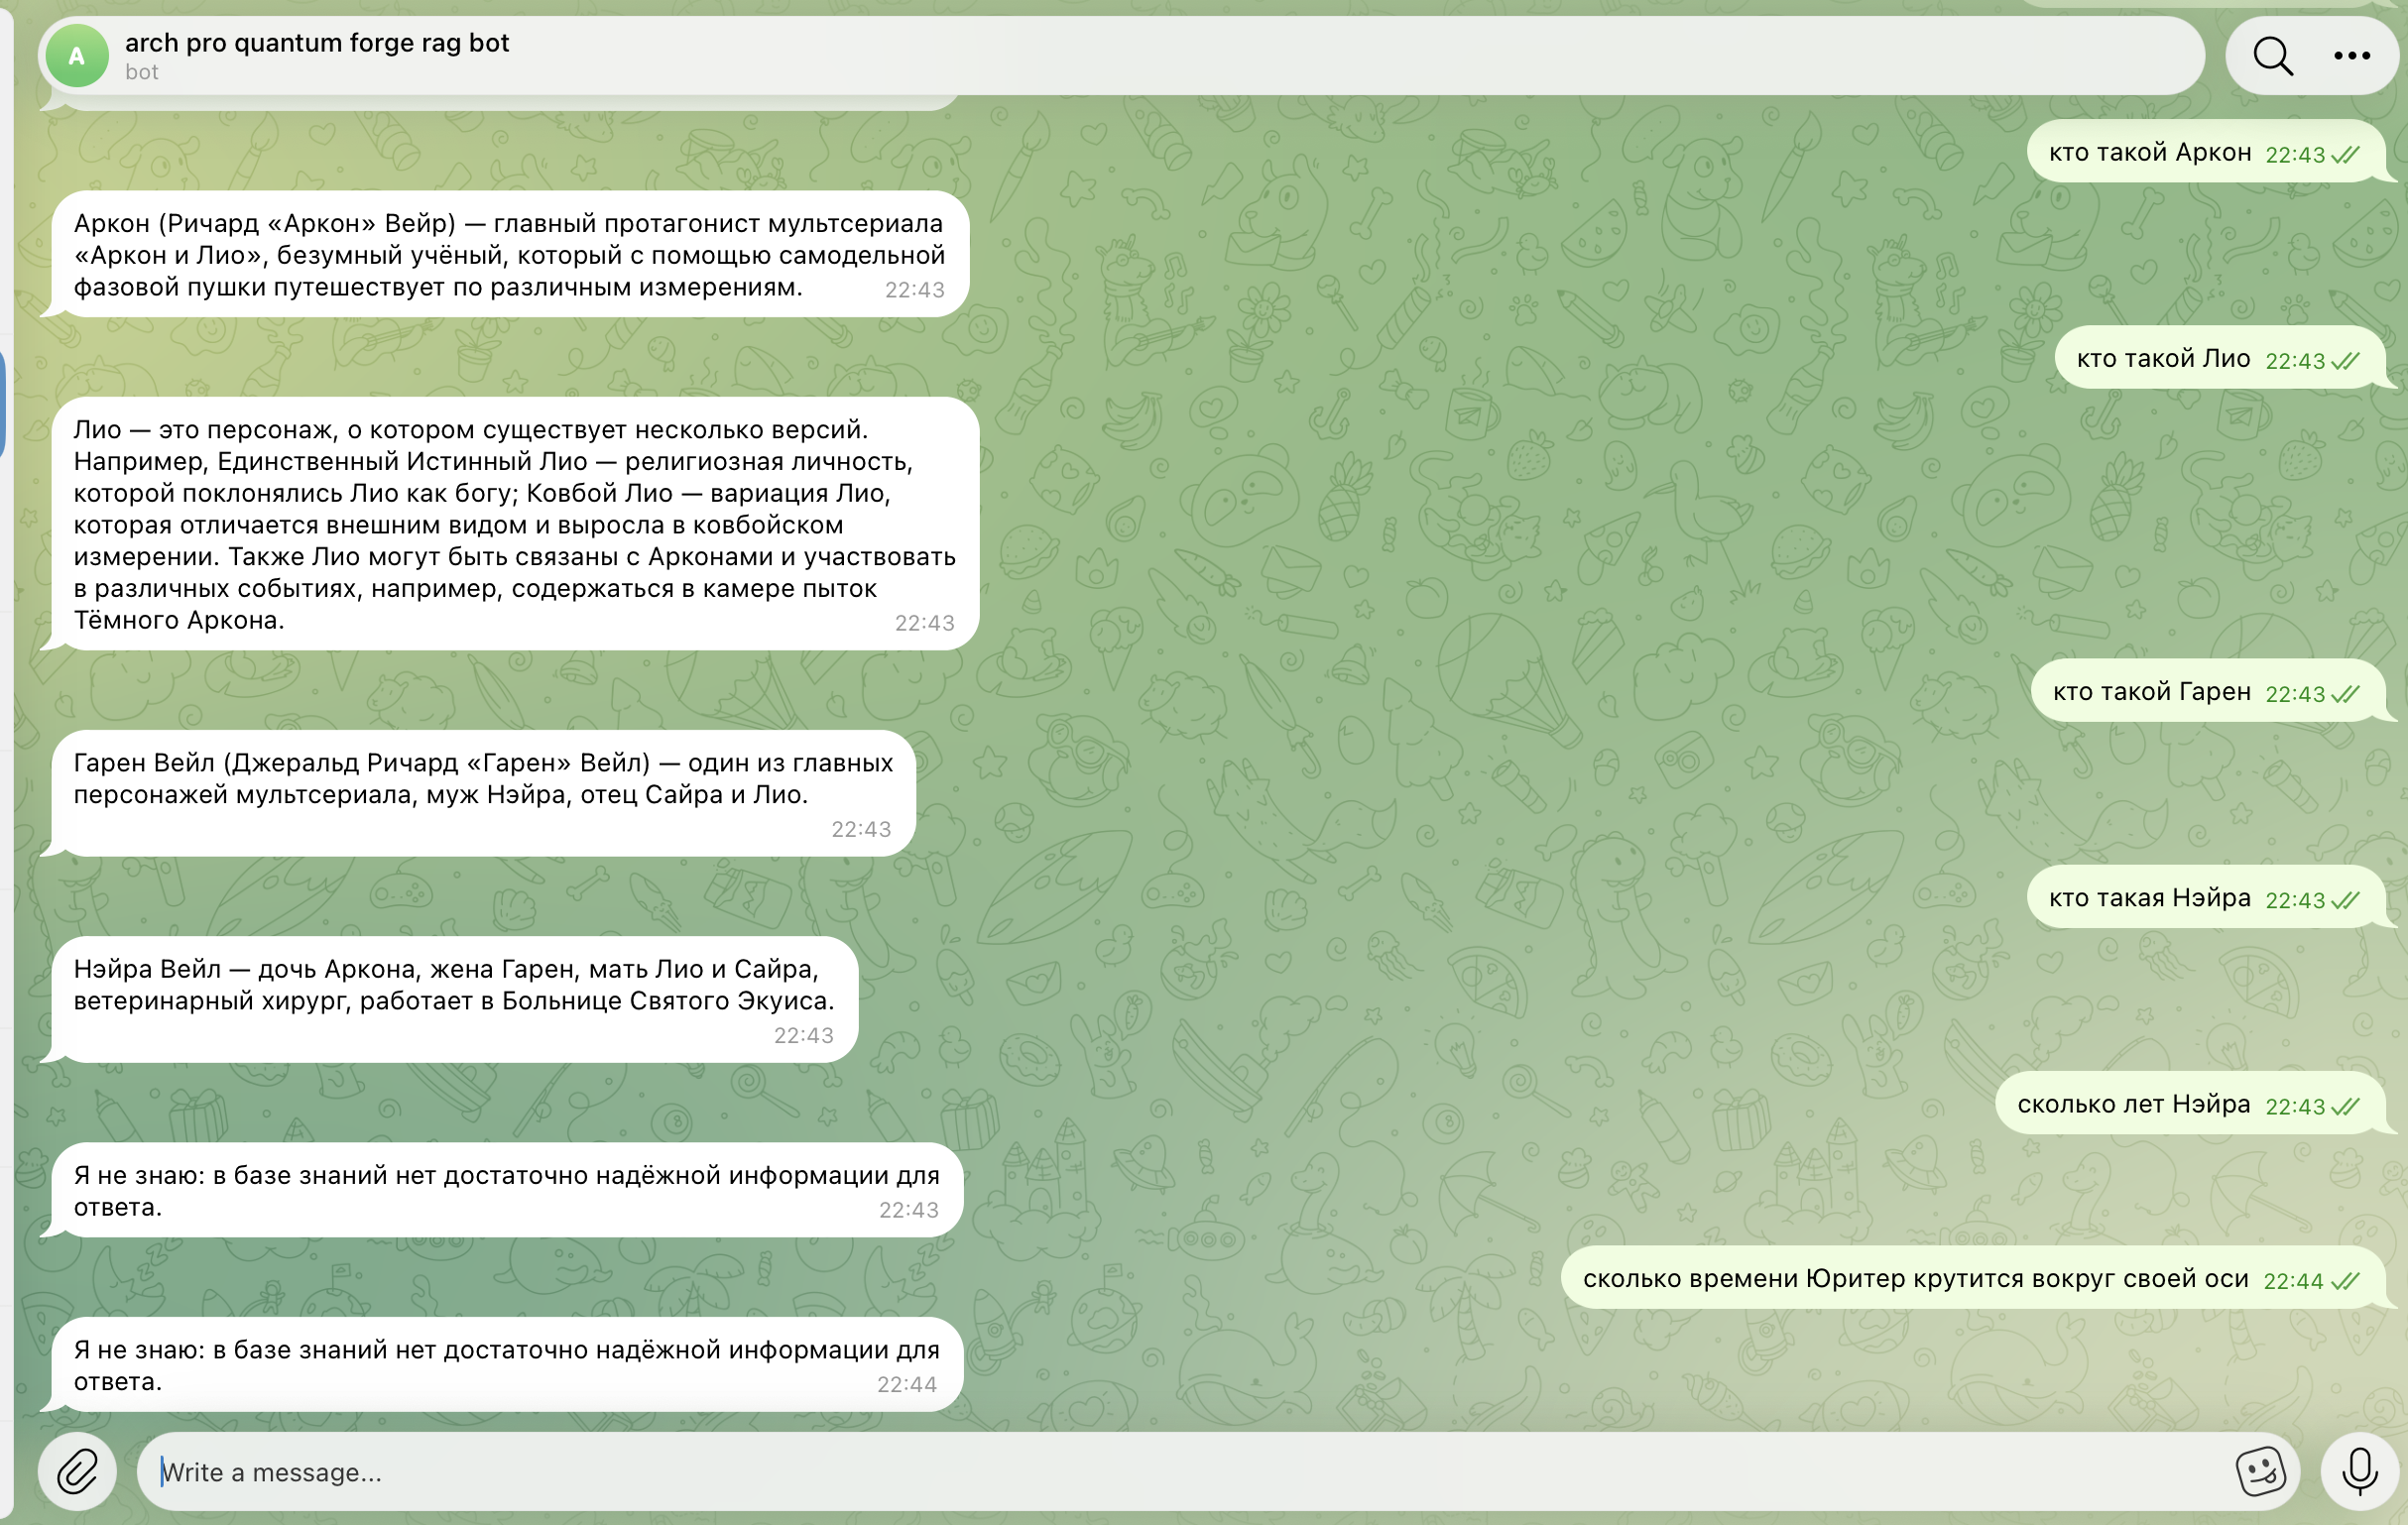 arch pro quantum forge rag bot
bot
кто такой Аркон 22:43
Аркон (Ричард «Аркон» Вейр) — главный протагонист мультсериала
«Аркон и Лио», безумный учёный, который с помощью самодельной
фазовой пушки путешествует по различным измерениям. 22:43
кто такой Лио 22:43
Лио — это персонаж, о котором существует несколько версий.
Например, Единственный Истинный Лио — религиозная личность,
которой поклонялись Лио как богу; Ковбой Лио — вариация Лио,
которая отличается внешним видом и выросла в ковбойском
измерении. Также Лио могут быть связаны с Арконами и участвовать
в различных событиях, например, содержаться в камере пыток
Тёмного Аркона. 22:43
кто такой Гарен 22:43
Гарен Вейл (Джеральд Ричард «Гарен» Вейл) — один из главных
персонажей мультсериала, муж Нэйра, отец Сайра и Лио.
22:43
кто такая Нэйра 22:43
Нэйра Вейл — дочь Аркона, жена Гарен, мать Лио и Сайра,
ветеринарный хирург, работает в Больнице Святого Экуиса.
22:43
сколько лет Нэйра 22:43
Я не знаю: в базе знаний нет достаточно надёжной информации для
ответа. 22:43
сколько времени Юритер крутится вокруг своей оси 22:44
Я не знаю: в базе знаний нет достаточно надёжной информации для
ответа. 22:44
Write a message...